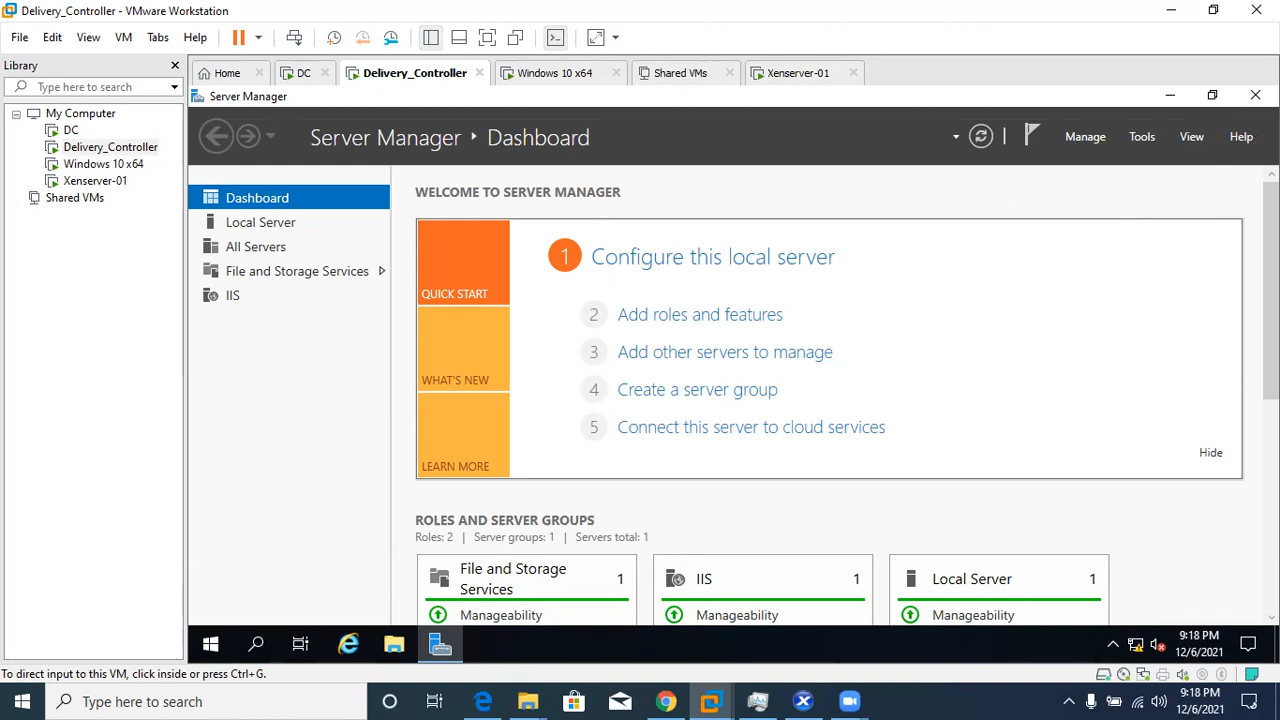 Delivery_Controller - VMware Workstation
File Edit View VM Tabs Help
Library
Type here to search
My Computer
DC
Delivery_Controller
Windows 10 x64
Xenserver-01
Shared VMs
Home DC Delivery_Controller Windows 10 x64 Shared VMs Xenserver-01
Server Manager
Server Manager Dashboard
Manage Tools View Help
Dashboard
Local Server
All Servers
File and Storage Services
IIS
WELCOME TO SERVER MANAGER
QUICK START
WHAT'S NEW
LEARN MORE
1 Configure this local server
2 Add roles and features
3 Add other servers to manage
4 Create a server group
5 Connect this server to cloud services
Hide
ROLES AND SERVER GROUPS
Roles: 2 | Server groups: 1 | Servers total: 1
File and Storage
Services
1
Manageability
IIS 1
Manageability
Local Server 1
Manageability
9:18 PM
12/6/2021
To direct input to this VM, click inside or press Ctrl+G.
Type here to search
9:18 PM
12/6/2021